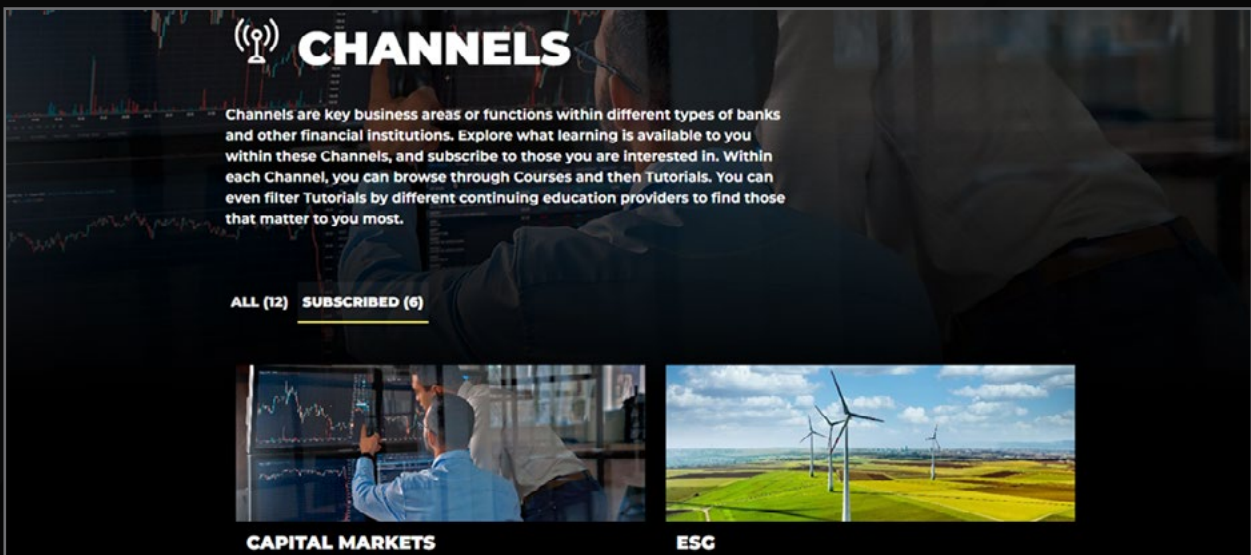 CHANNELS
Channels are key business areas or functions within different types of banks
and other financial institutions. Explore what learning is available to you
within these Channels, and subscribe to those you are interested in. Within
each Channel, you can browse through Courses and then Tutorials. You can
even filter Tutorials by different continuing education providers to find those
that matter to you most.
ALL (12) SUBSCRIBED (6)
CAPITAL MARKETS
ESG